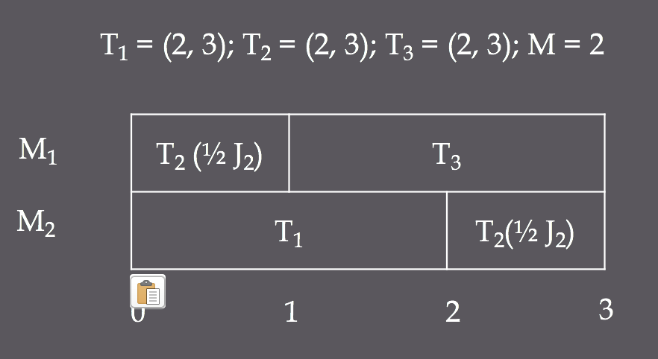 T₁ = (2, 3); T₂ = (2, 3); T₃ = (2, 3); M = 2
M₁ T₂ (½ J₂) T₃
M₂ T₁ T₂(½ J₂)
0 1 2 3